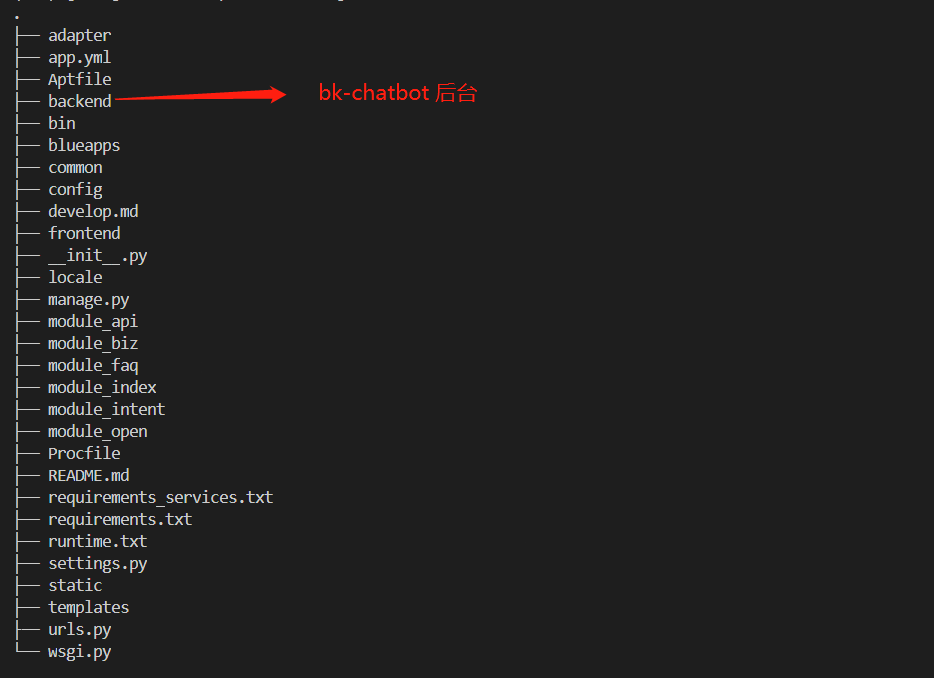 .
├── adapter
├── app.yml
├── Aptfile
├── backend bk-chatbot 后台
├── bin
├── blueapps
├── common
├── config
├── develop.md
├── frontend
├── __init__.py
├── locale
├── manage.py
├── module_api
├── module_biz
├── module_faq
├── module_index
├── module_intent
├── module_open
├── Procfile
├── README.md
├── requirements_services.txt
├── requirements.txt
├── runtime.txt
├── settings.py
├── static
├── templates
├── urls.py
└── wsgi.py